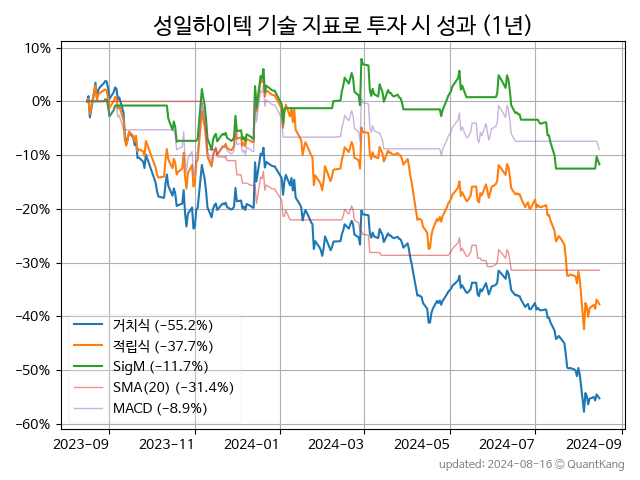 성일하이텍 기술 지표로 투자 시 성과 (1년)
10%
0%
−10%
−20%
−30%
−40%
−50%
−60%
거치식 (−55.2%)
적립식 (−37.7%)
SigM (−11.7%)
SMA(20) (−31.4%)
MACD (−8.9%)
2023-09 2023-11 2024-01 2024-03 2024-05 2024-07 2024-09
updated: 2024-08-16 © QuantKang